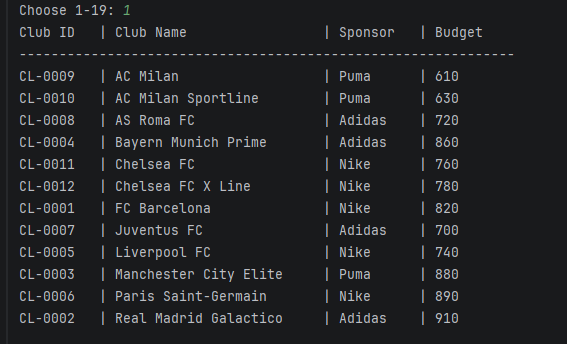 Choose 1-19: 1
Club ID   | Club Name                 | Sponsor   | Budget
--------------------------------------------------------------
CL-0009   | AC Milan                  | Puma      | 610
CL-0010   | AC Milan Sportline        | Puma      | 630
CL-0008   | AS Roma FC                | Adidas    | 720
CL-0004   | Bayern Munich Prime       | Adidas    | 860
CL-0011   | Chelsea FC                | Nike      | 760
CL-0012   | Chelsea FC X Line         | Nike      | 780
CL-0001   | FC Barcelona              | Nike      | 820
CL-0007   | Juventus FC               | Adidas    | 700
CL-0005   | Liverpool FC              | Nike      | 740
CL-0003   | Manchester City Elite     | Puma      | 880
CL-0006   | Paris Saint-Germain       | Nike      | 890
CL-0002   | Real Madrid Galactico     | Adidas    | 910